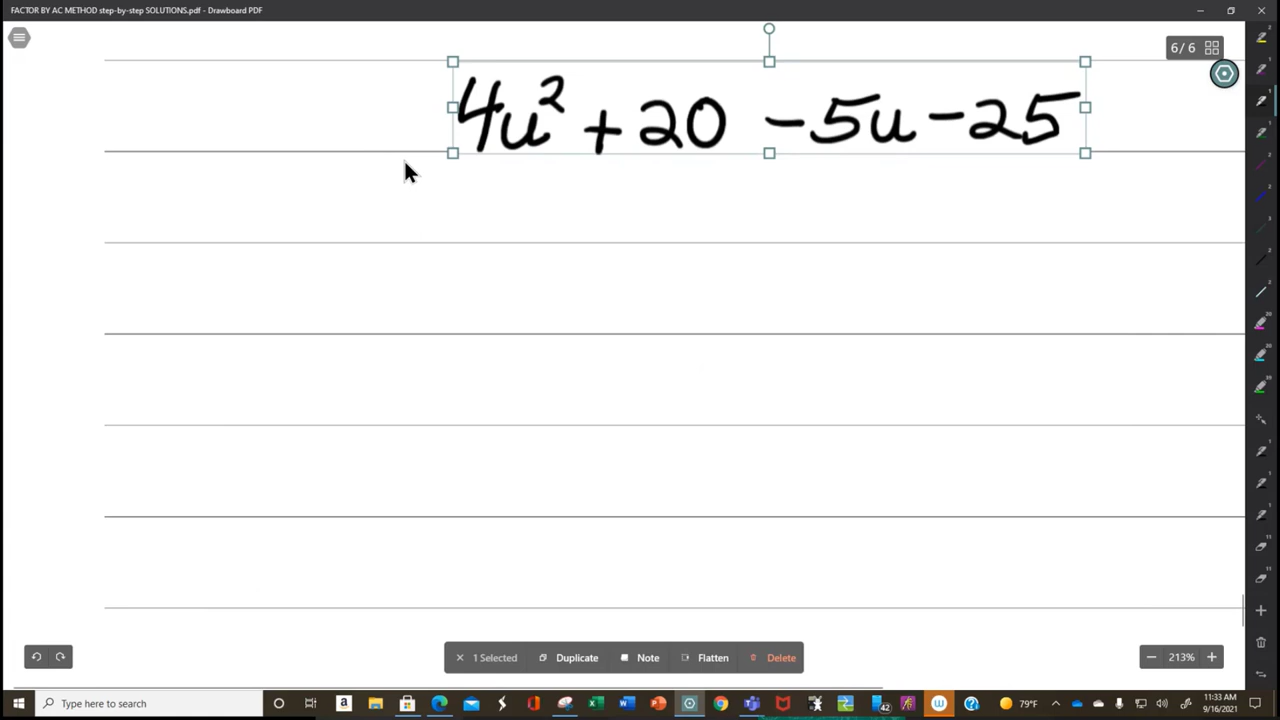 FACTOR BY AC METHOD step-by-step SOLUTIONS.pdf - Drawboard PDF
6/6
4u² + 20 - 5u - 25
1 Selected Duplicate Note Flatten Delete
213%
Type here to search
79°F
11:33 AM
9/16/2021